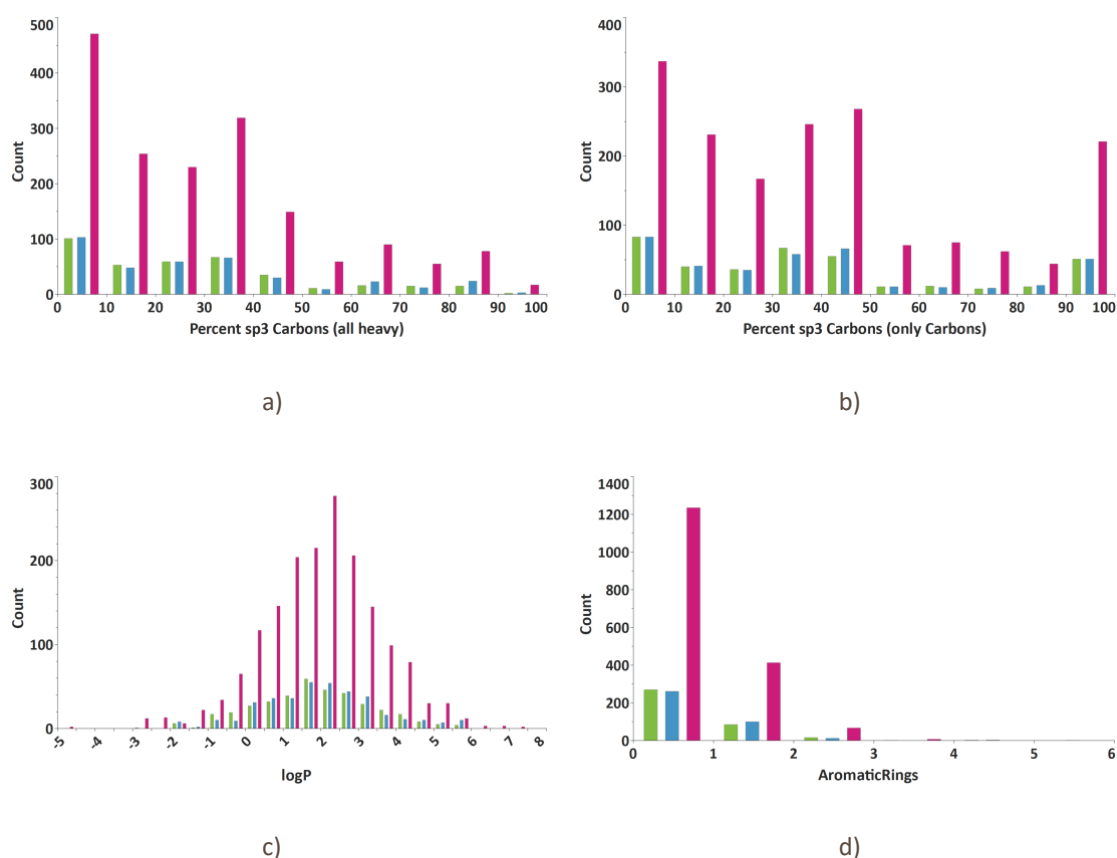 500
400
300
200
100
0
Count
0 10 20 30 40 50 60 70 80 90 100
Percent sp3 Carbons (all heavy)
a)
400
300
200
100
0
Count
0 10 20 30 40 50 60 70 80 90 100
Percent sp3 Carbons (only Carbons)
b)
300
200
100
0
Count
-5 -4 -3 -2 -1 0 1 2 3 4 5 6 7 8
logP
c)
1400
1200
1000
800
600
400
200
0
Count
0 1 2 3 4 5 6
AromaticRings
d)